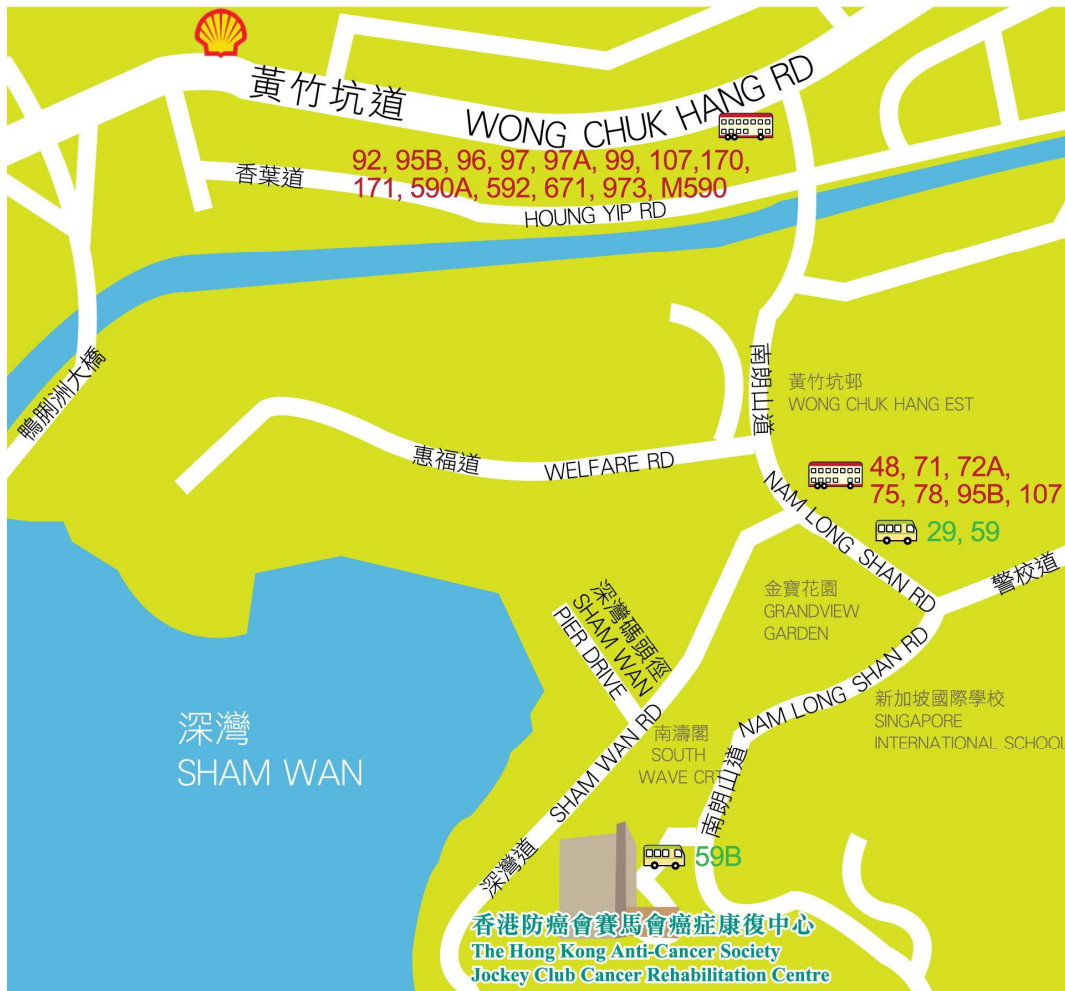 黃竹坑道 WONG CHUK HANG RD
92, 95B, 96, 97, 97A, 99, 107,170,
171, 590A, 592, 671, 973, M590
香葉道 HOUNG YIP RD
鴨脷洲大橋
南朗山道
黃竹坑邨
WONG CHUK HANG EST
惠福道 WELFARE RD
48, 71, 72A,
75, 78, 95B, 107
29, 59
NAM LONG SHAN RD
警校道
金寶花園
GRANDVIEW
GARDEN
深灣碼頭徑
SHAM WAN
PIER DRIVE
NAM LONG SHAN RD
南朗山道
新加坡國際學校
SINGAPORE
INTERNATIONAL SCHOOL
南濤閣
SOUTH
WAVE CRT
深灣
SHAM WAN
深灣道 SHAM WAN RD
59B
香港防癌會賽馬會癌症康復中心
The Hong Kong Anti-Cancer Society
Jockey Club Cancer Rehabilitation Centre